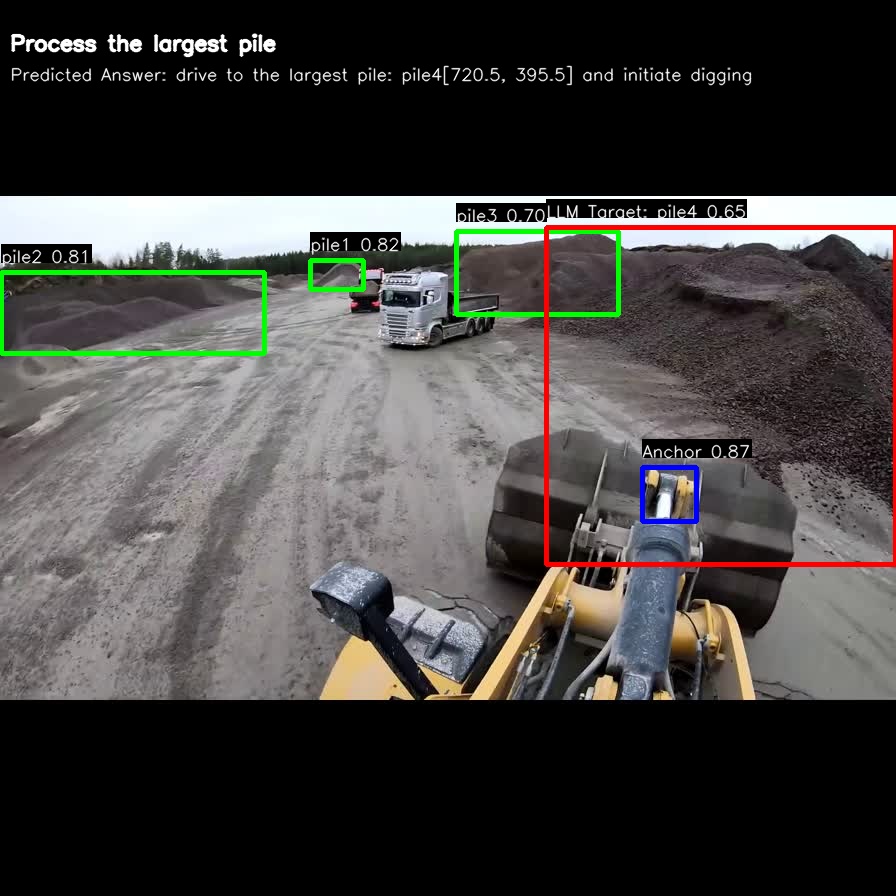 Process the largest pile
Predicted Answer: drive to the largest pile: pile4[720.5, 395.5] and initiate digging
pile3 0.70
LLM Target: pile4 0.65
pile1 0.82
pile2 0.81
Anchor 0.87